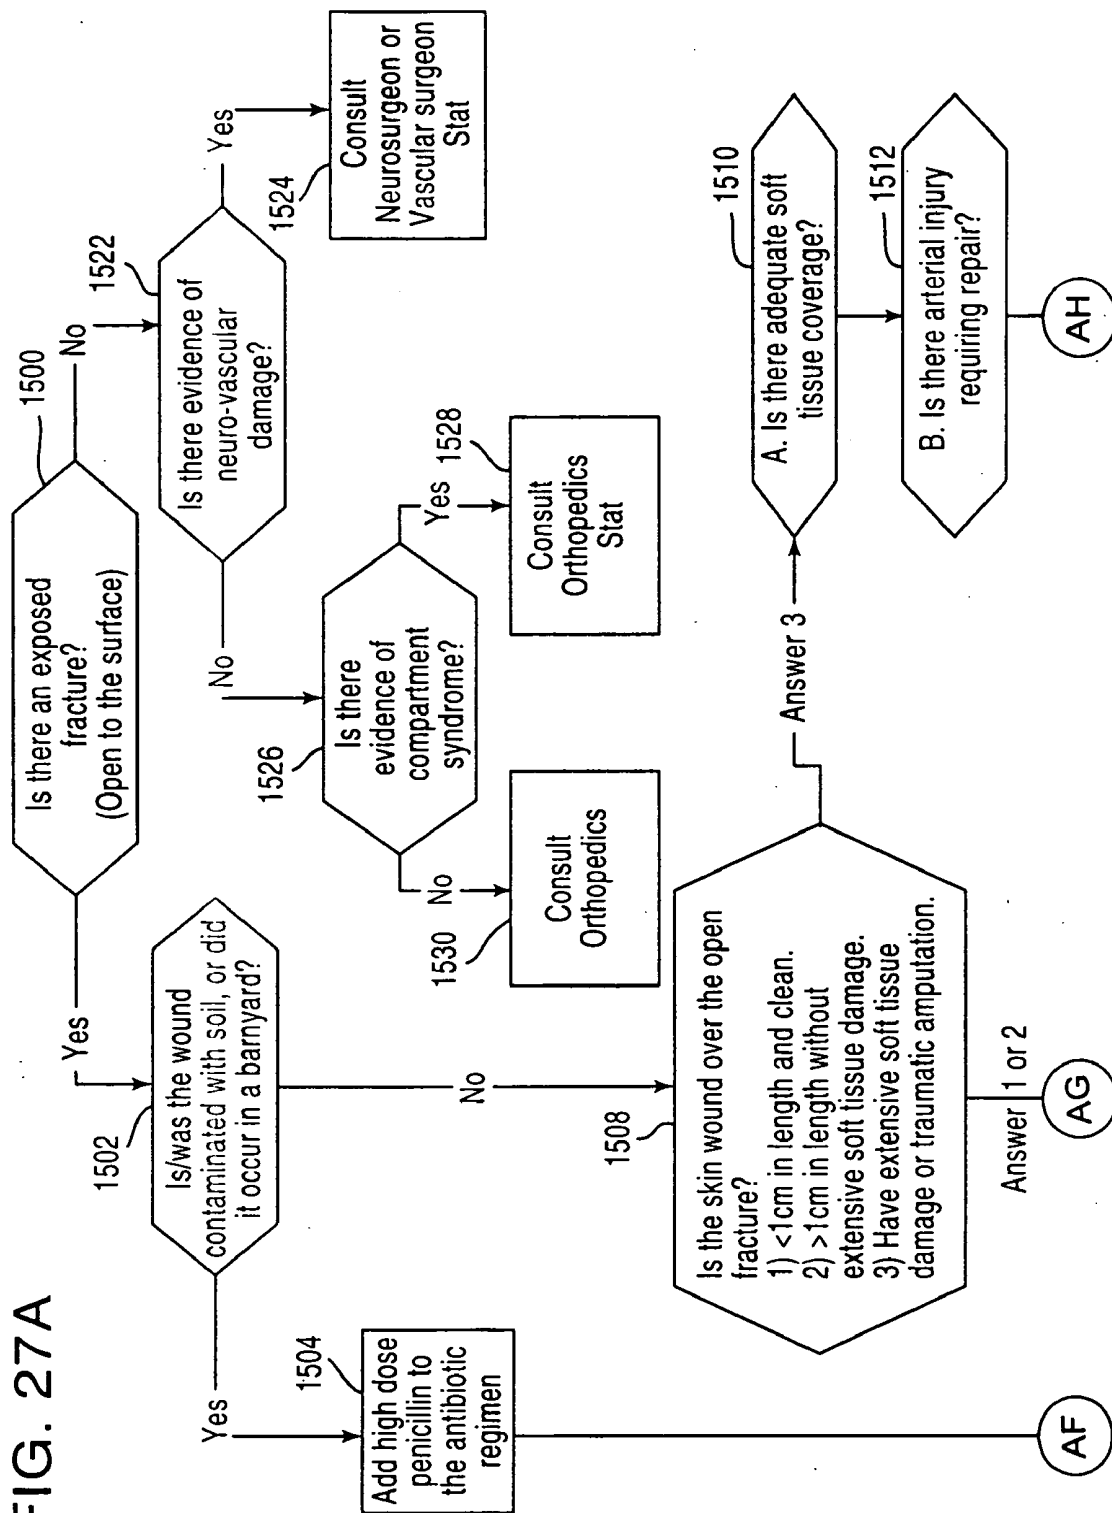 FIG. 27A
1500
Is there an exposed
fracture?
(Open to the surface)
Yes
No
1502
Is/was the wound
contaminated with soil, or did
it occur in a barnyard?
1522
Is there evidence of
neuro-vascular
damage?
Yes
No
No
Yes
1504
Add high dose
penicillin to
the antibiotic
regimen
1526
Is there
evidence of
compartment
syndrome?
1524
Consult
Neurosurgeon or
Vascular surgeon
Stat
No
Yes
1530
Consult
Orthopedics
1528
Consult
Orthopedics
Stat
1508
Is the skin wound over the open
fracture?
1) <1cm in length and clean.
2) >1cm in length without
extensive soft tissue damage.
3) Have extensive soft tissue
damage or traumatic amputation.
Answer 3
1510
A. Is there adequate soft
tissue coverage?
1512
B. Is there arterial injury
requiring repair?
Answer 1 or 2
AF
AG
AH